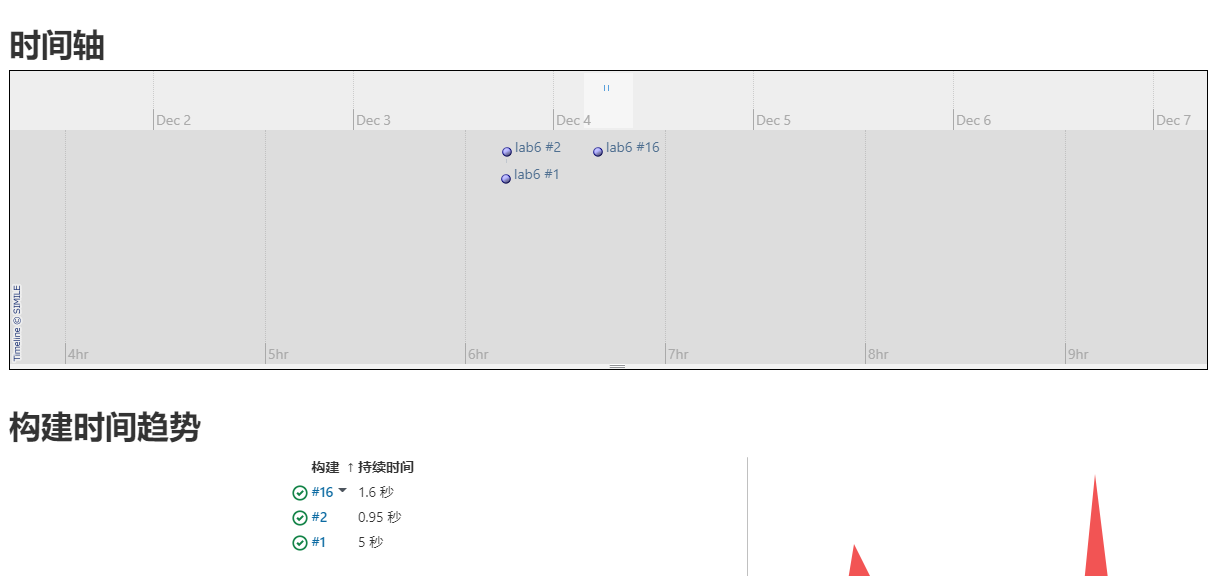 时间轴
Dec 2 Dec 3 Dec 4 Dec 5 Dec 6 Dec 7
lab6 #2 lab6 #16
lab6 #1
Timeline © SIMILE
4hr 5hr 6hr 7hr 8hr 9hr
构建时间趋势
构建 ↑ 持续时间
#16 1.6 秒
#2 0.95 秒
#1 5 秒